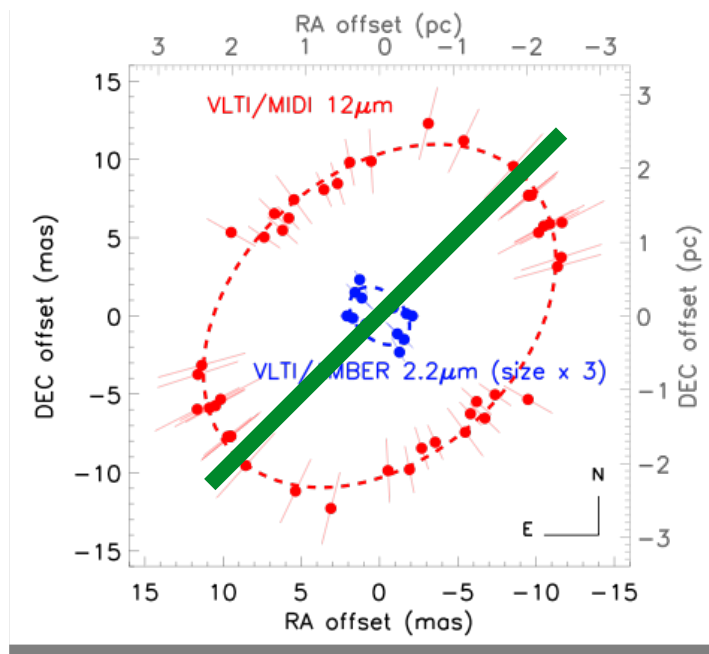 RA offset (pc)
3 2 1 0 −1 −2 −3
VLTI/MIDI 12μm
15
10
5
0
−5
−10
−15
DEC offset (mas)
3
2
1
0
−1
−2
−3
DEC offset (pc)
VLTI/ MBER 2.2μm (size x 3)
N
E
15 10 5 0 −5 −10 −15
RA offset (mas)